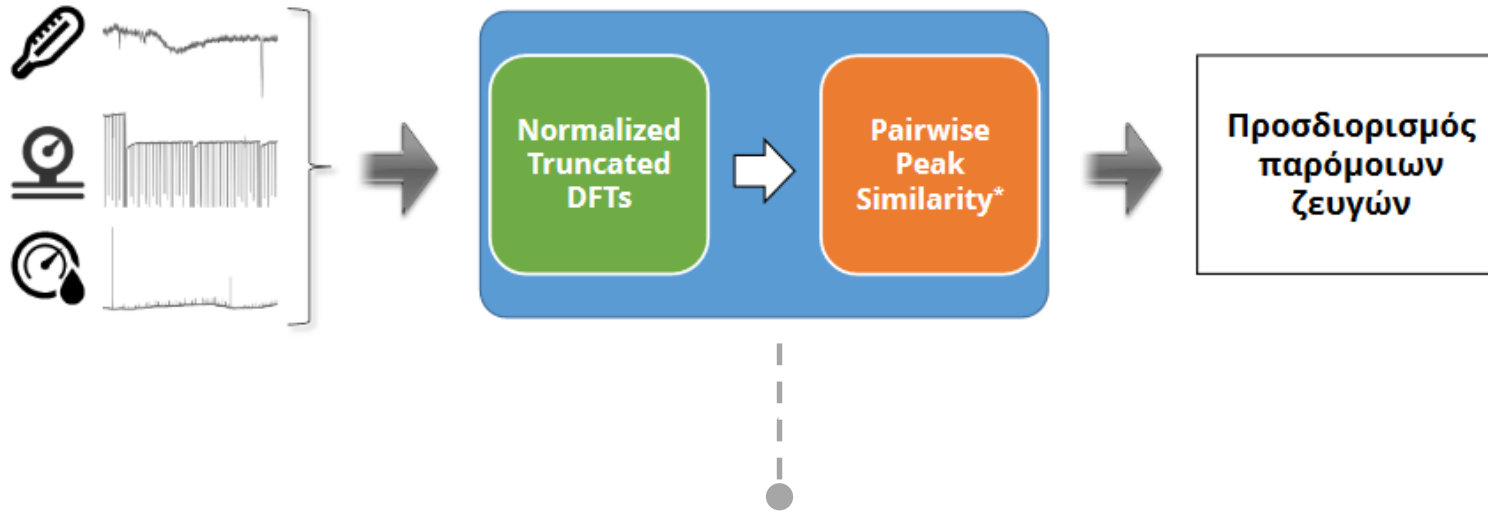 Normalized
Truncated
DFTs
Pairwise
Peak
Similarity*
Προσδιορισμός
παρόμοιων
ζευγών